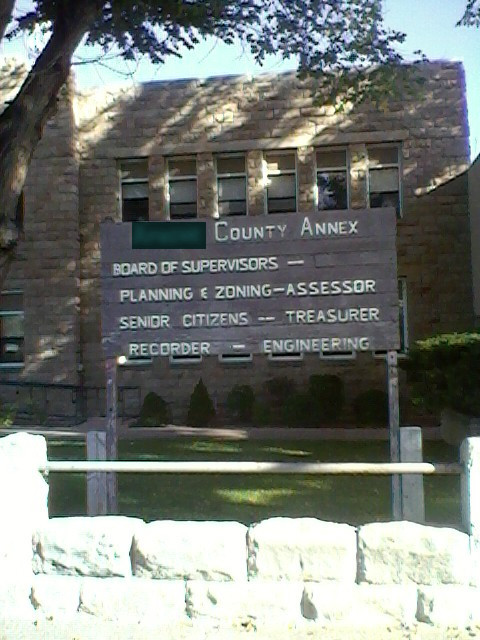 COUNTY ANNEX
BOARD OF SUPERVISORS —
PLANNING & ZONING-ASSESSOR
SENIOR CITIZENS -- TREASURER
RECORDER — ENGINEERING